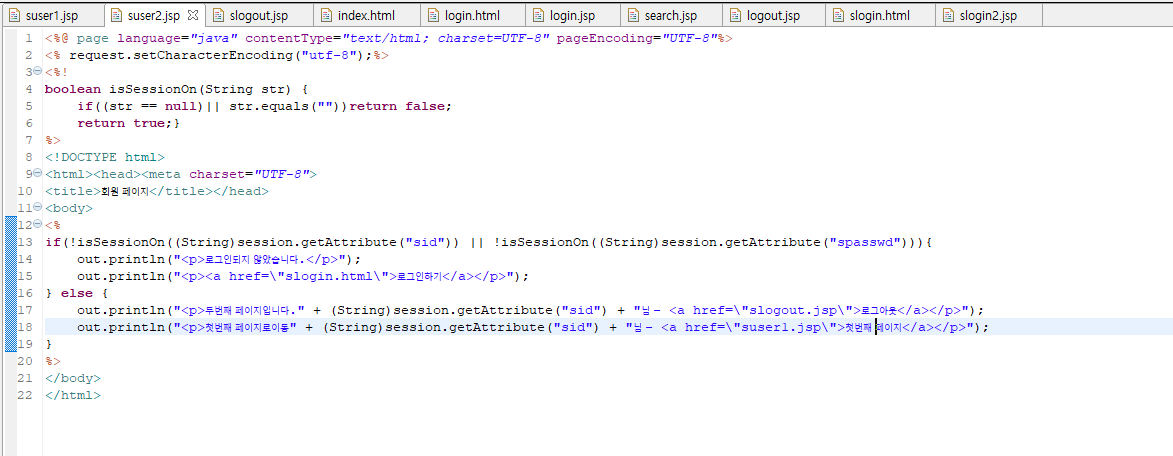 suser1.jsp suser2.jsp slogout.jsp index.html login.html login.jsp search.jsp logout.jsp slogin.html slogin2.jsp
1 <%@ page language="java" contentType="text/html; charset=UTF-8" pageEncoding="UTF-8"%>
2 <% request.setCharacterEncoding("utf-8");%>
3 <%!
4 boolean isSessionOn(String str) {
5     if((str == null)|| str.equals(""))return false;
6     return true;}
7 %>
8 <!DOCTYPE html>
9 <html><head><meta charset="UTF-8">
10 <title>회원 페이지</title></head>
11 <body>
12 <%
13 if(!isSessionOn((String)session.getAttribute("sid")) || !isSessionOn((String)session.getAttribute("spasswd"))){
14     out.println("<p>로그인되지 않았습니다.</p>");
15     out.println("<p><a href=\"slogin.html\">로그인하기</a></p>");
16 } else {
17     out.println("<p>두번째 페이지입니다." + (String)session.getAttribute("sid") + "님 - <a href=\"slogout.jsp\">로그아웃</a></p>");
18     out.println("<p>첫번째 페이지로이동" + (String)session.getAttribute("sid") + "님 - <a href=\"suser1.jsp\">첫번째 페이지</a></p>");
19 }
20 %>
21 </body>
22 </html>